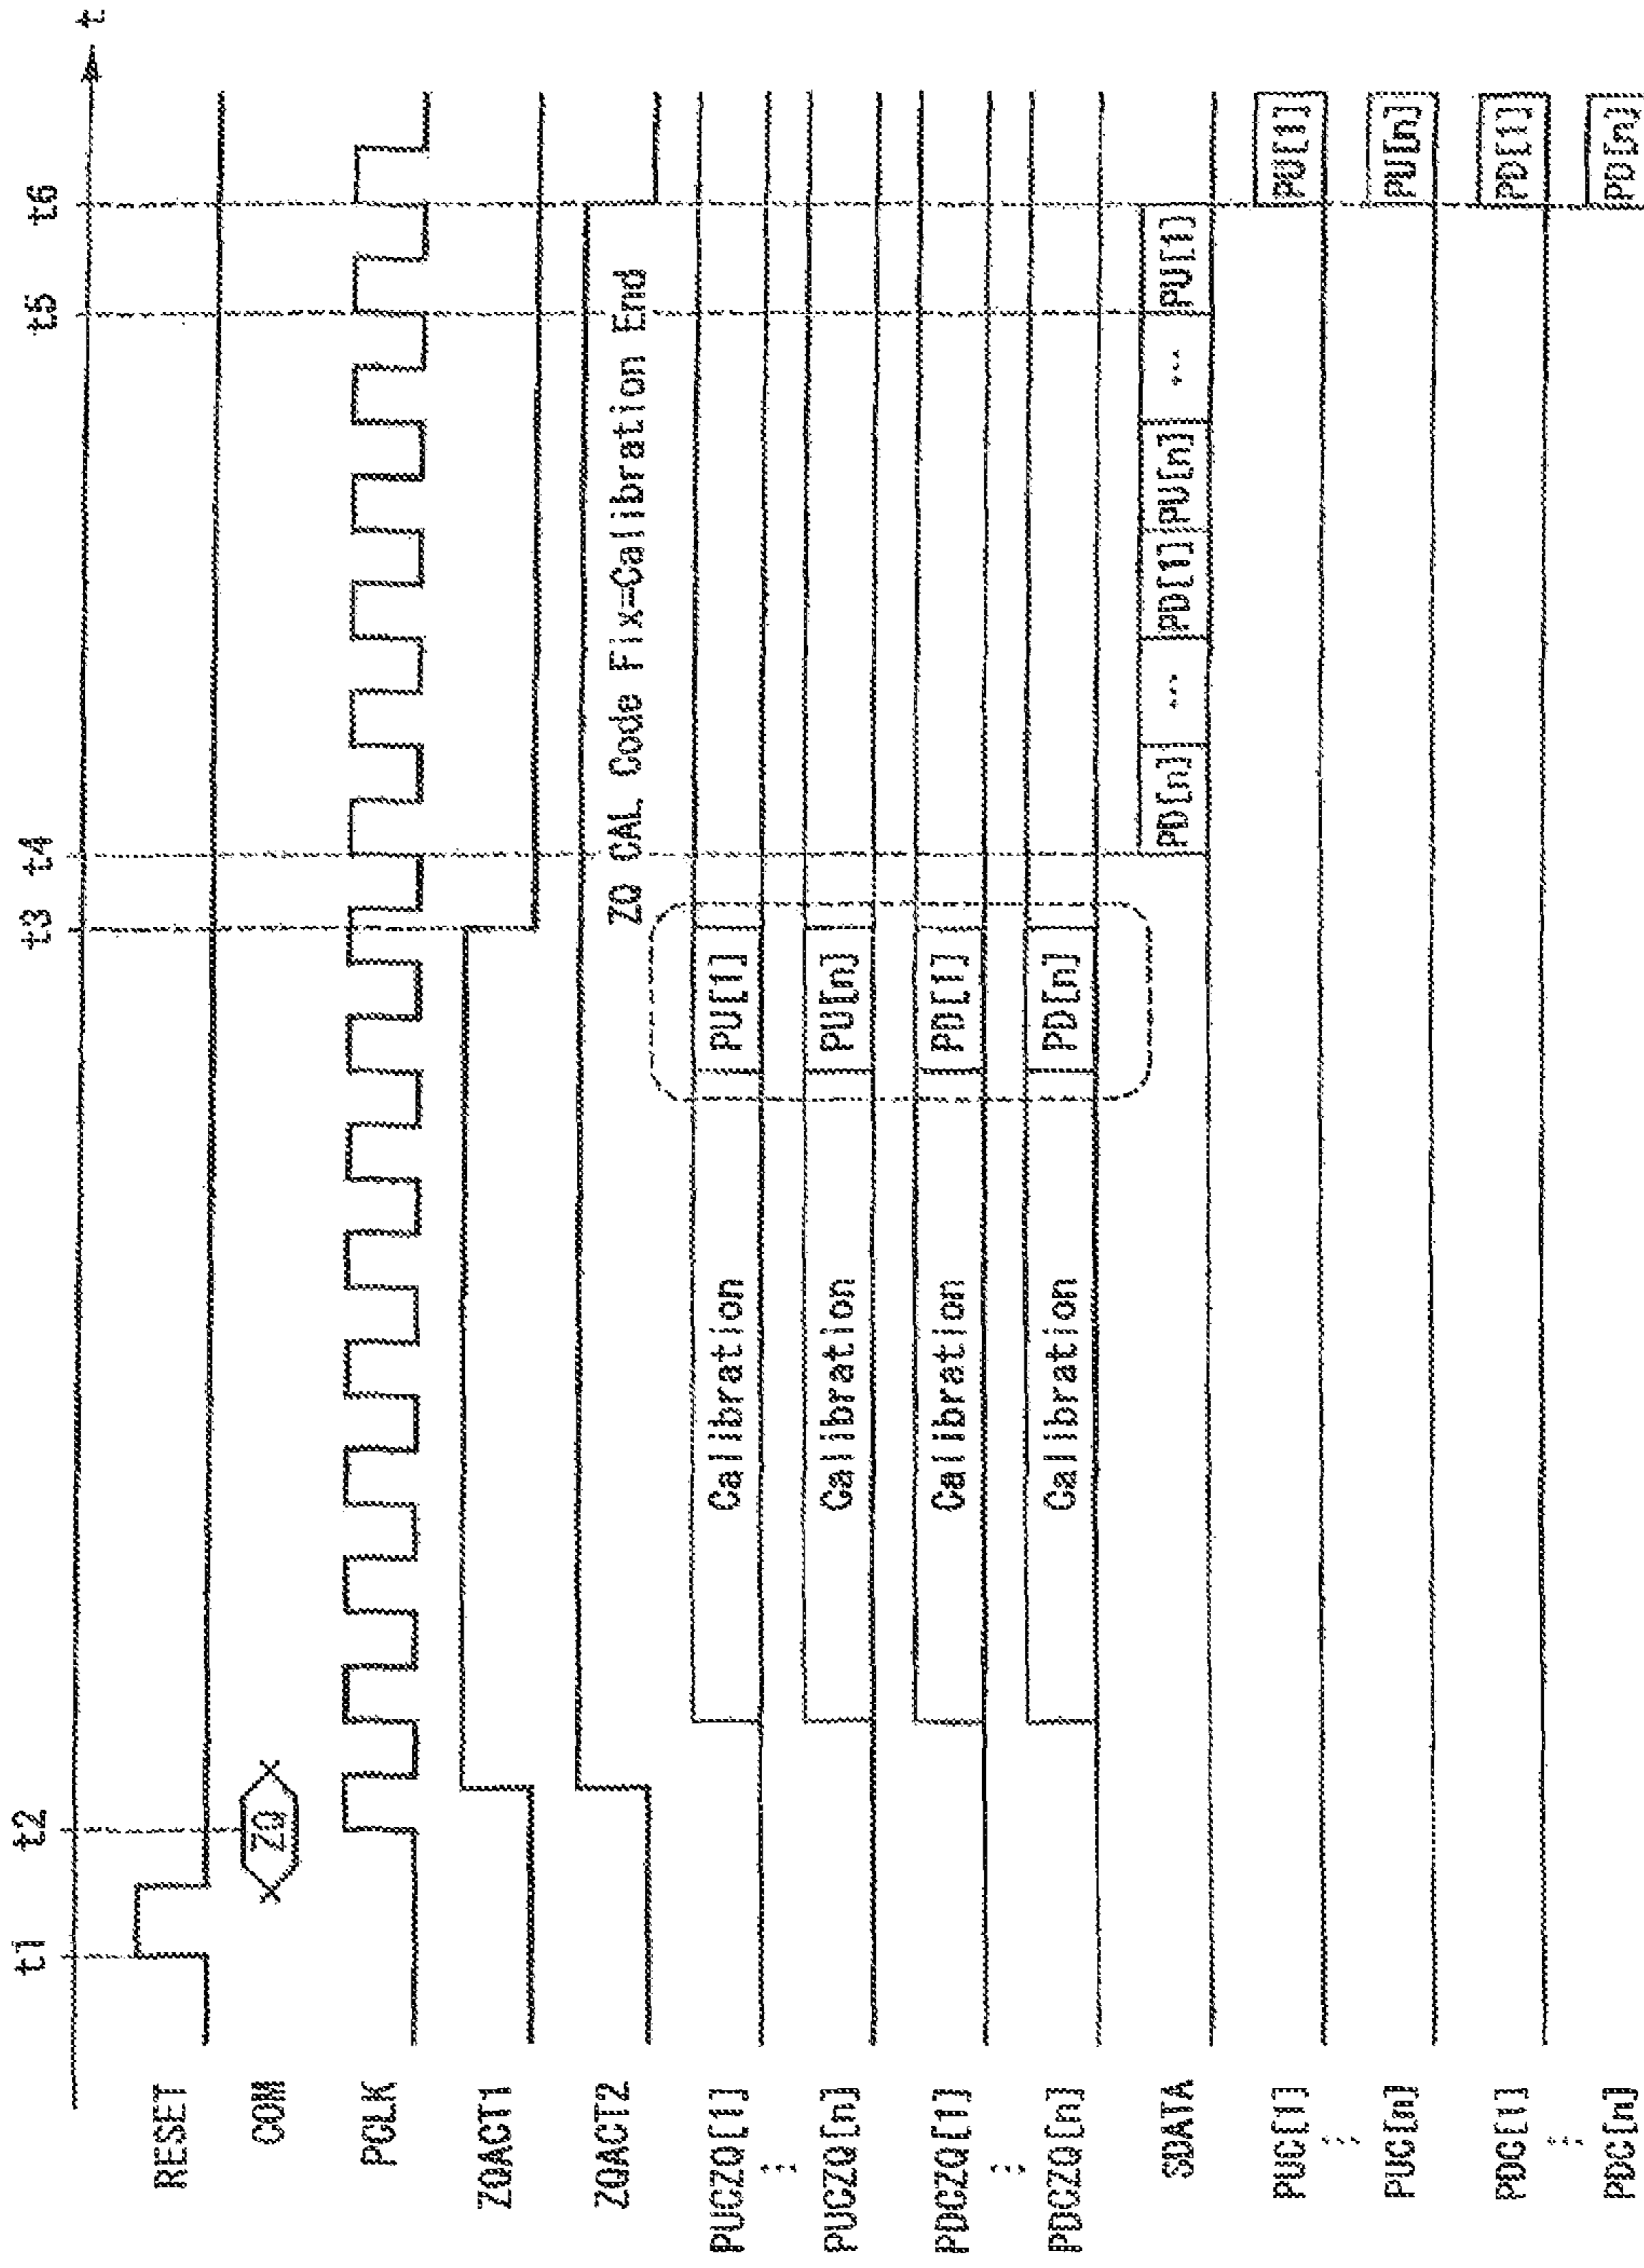 t1 t2 t3 t4 t5 t6 t
RESET
COM ZQ
PCLK
ZQACT1
ZQACT2
ZQ CAL Code Fix=Calibration End
PUCZQ[1] Calibration PU[1]
⋮
PUCZQ[n] Calibration PU[n]
PDCZQ[1] Calibration PD[1]
⋮
PDCZQ[n] Calibration PD[n]
SDATA PD[n] ... PD[1] PU[n] ... PU[1]
PUC[1] PU[1]
⋮
PUC[n] PU[n]
PDC[1] PD[1]
⋮
PDC[n] PD[n]